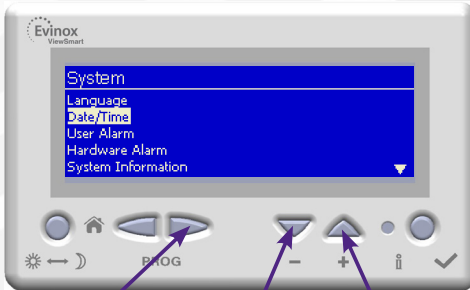 Evinox
ViewSmart
System
Language
Date/Time
User Alarm
Hardware Alarm
System Information
PROG
- + i